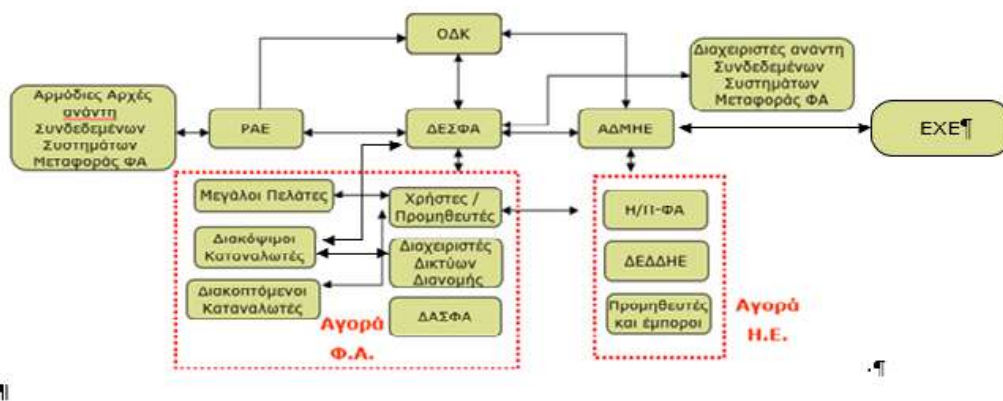 ΟΔΚ
Διαχειριστές ανάντη
Συνδεδεμένων
Συστημάτων
Μεταφοράς ΦΑ
Αρμόδιες Αρχές
ανάντη
Συνδεδεμένων
Συστημάτων
Μεταφοράς ΦΑ
ΡΑΕ
ΔΕΣΦΑ
ΑΔΜΗΕ
ΕΧΕ¶
Μεγάλοι Πελάτες
Χρήστες /
Προμηθευτές
Διακόψιμοι
Καταναλωτές
Διαχειριστές
Δικτύων
Διανομής
Διακοπτόμενοι
Καταναλωτές
ΔΑΣΦΑ
Αγορά
Φ.Α.
Η/Π-ΦΑ
ΔΕΔΔΗΕ
Προμηθευτές
και έμποροι
Αγορά
Η.Ε.
·¶
¶